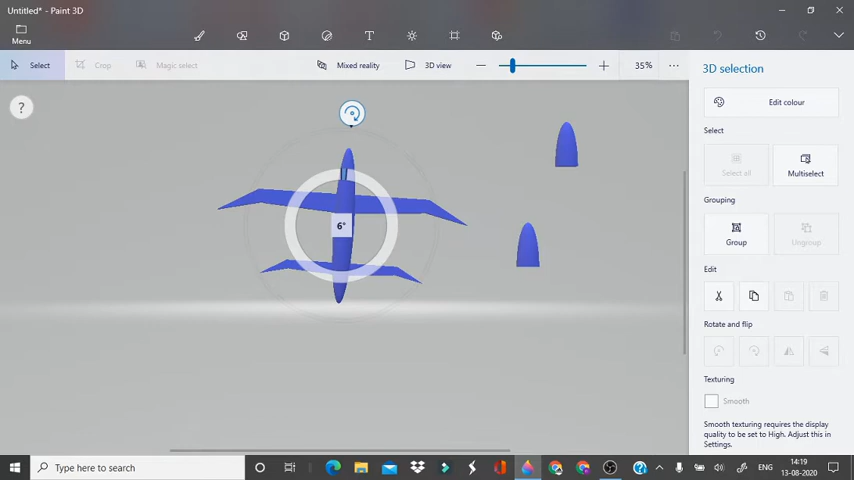 Untitled* - Paint 3D
Menu
Select
Crop
Magic select
Mixed reality
3D view
35%
3D selection
?
Edit colour
Select
Select all
Multiselect
Grouping
Group
Ungroup
6°
Edit
Rotate and flip
Texturing
Smooth
Smooth texturing requires the display
quality to be set to High. Adjust this in
Settings.
Type here to search
ENG
14:19
13-08-2020